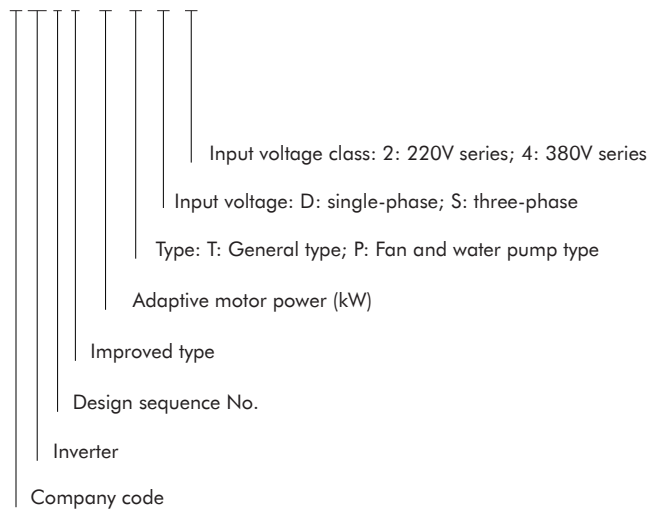 Input voltage class: 2: 220V series; 4: 380V series
Input voltage: D: single-phase; S: three-phase
Type: T: General type; P: Fan and water pump type
Adaptive motor power (kW)
Improved type
Design sequence No.
Inverter
Company code